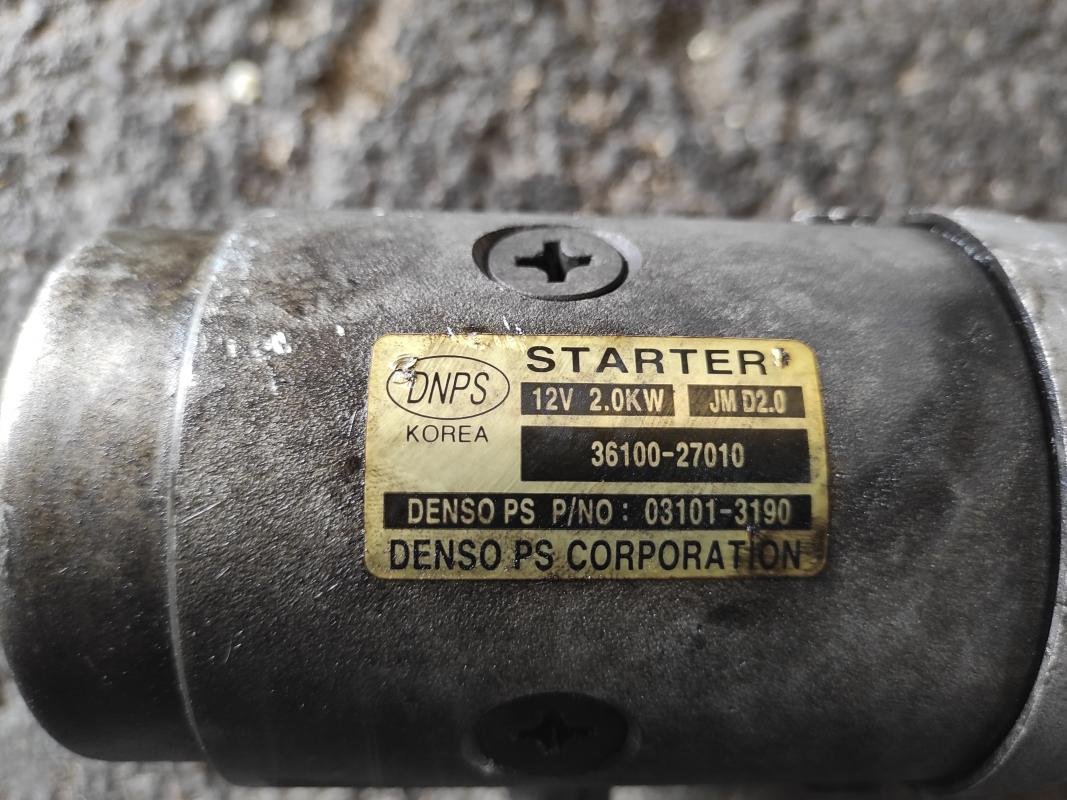 DNPS
KOREA
STARTER
12V 2.0KW JM D2.0
36100-27010
DENSO PS P/NO : 03101-3190
DENSO PS CORPORATION